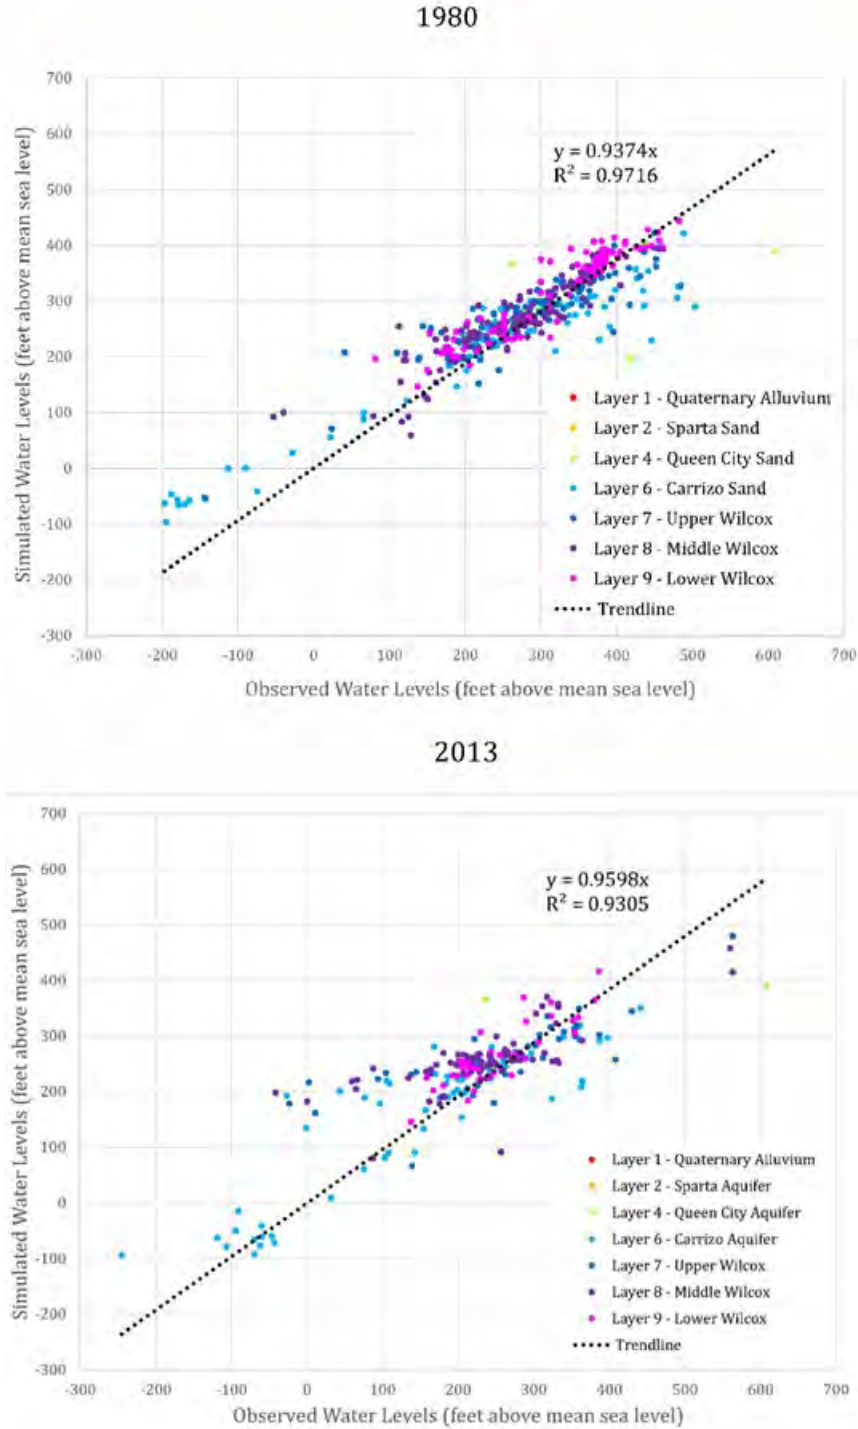 1980
Simulated Water Levels (feet above mean sea level)
700
600
500
400
300
200
100
0
-100
-200
-300
y = 0.9374x
R² = 0.9716
Layer 1 - Quaternary Alluvium
Layer 2 - Sparta Sand
Layer 4 - Queen City Sand
Layer 6 - Carrizo Sand
Layer 7 - Upper Wilcox
Layer 8 - Middle Wilcox
Layer 9 - Lower Wilcox
Trendline
-300 -200 -100 0 100 200 300 400 500 600 700
Observed Water Levels (feet above mean sea level)
2013
Simulated Water Levels (feet above mean sea level)
700
600
500
400
300
200
100
0
-100
-200
-300
y = 0.9598x
R² = 0.9305
Layer 1 - Quaternary Alluvium
Layer 2 - Sparta Aquifer
Layer 4 - Queen City Aquifer
Layer 6 - Carrizo Aquifer
Layer 7 - Upper Wilcox
Layer 8 - Middle Wilcox
Layer 9 - Lower Wilcox
Trendline
-300 -200 -100 0 100 200 300 400 500 600 700
Observed Water Levels (feet above mean sea level)